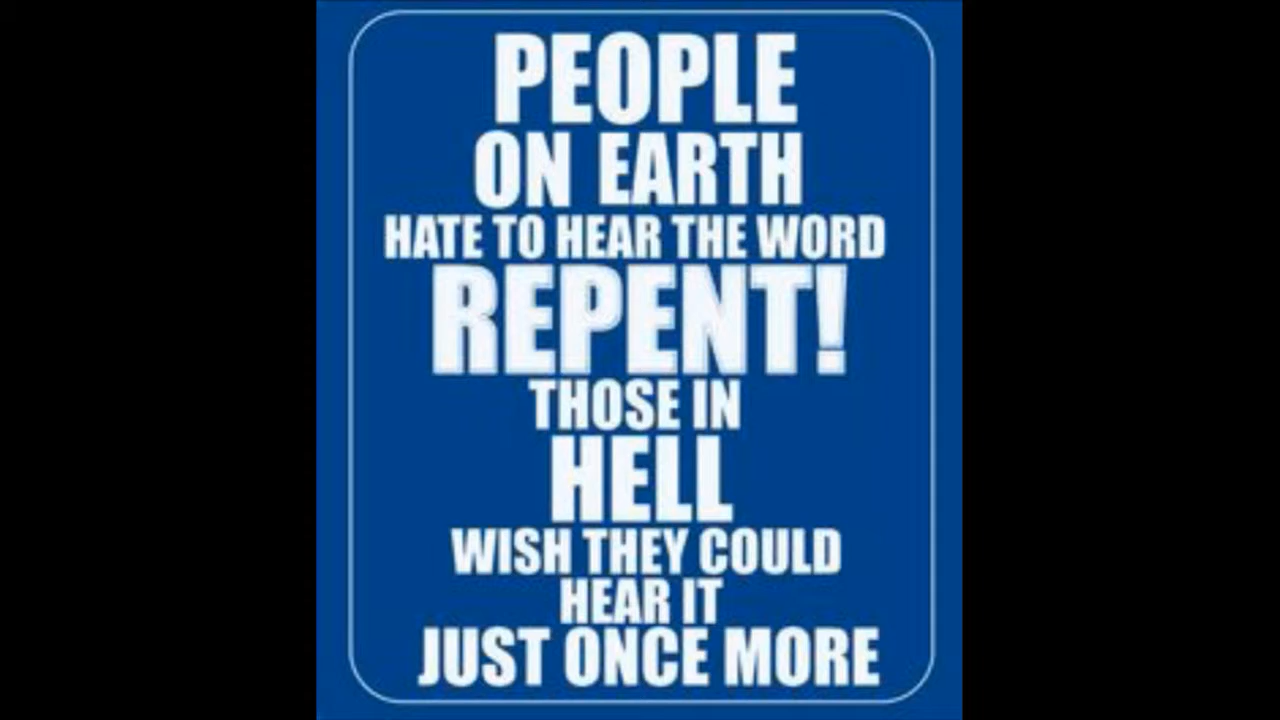 PEOPLE
ON EARTH
HATE TO HEAR THE WORD
REPENT!
THOSE IN
HELL
WISH THEY COULD
HEAR IT
JUST ONCE MORE